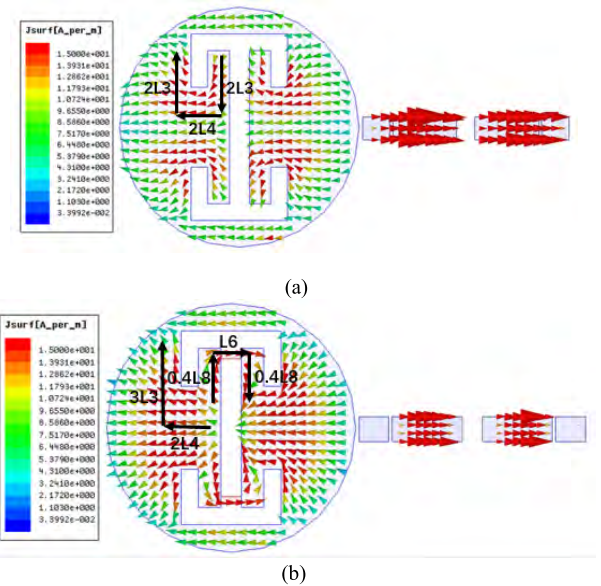 Jsurf[A_per_m]
1.5000e+001
1.3931e+001
1.2862e+001
1.1793e+001
1.0724e+001
9.6550e+000
8.5860e+000
7.5170e+000
6.4480e+000
5.3790e+000
4.3100e+000
3.2410e+000
2.1720e+000
1.1030e+000
3.3992e-002
2L3
2L3
2L4
(a)
Jsurf[A_per_m]
1.5000e+001
1.3931e+001
1.2862e+001
1.1793e+001
1.0724e+001
9.6550e+000
8.5860e+000
7.5170e+000
6.4480e+000
5.3790e+000
4.3100e+000
3.2410e+000
2.1720e+000
1.1030e+000
3.3992e-002
L6
0.4L8
0.4L8
3L3
2L4
(b)